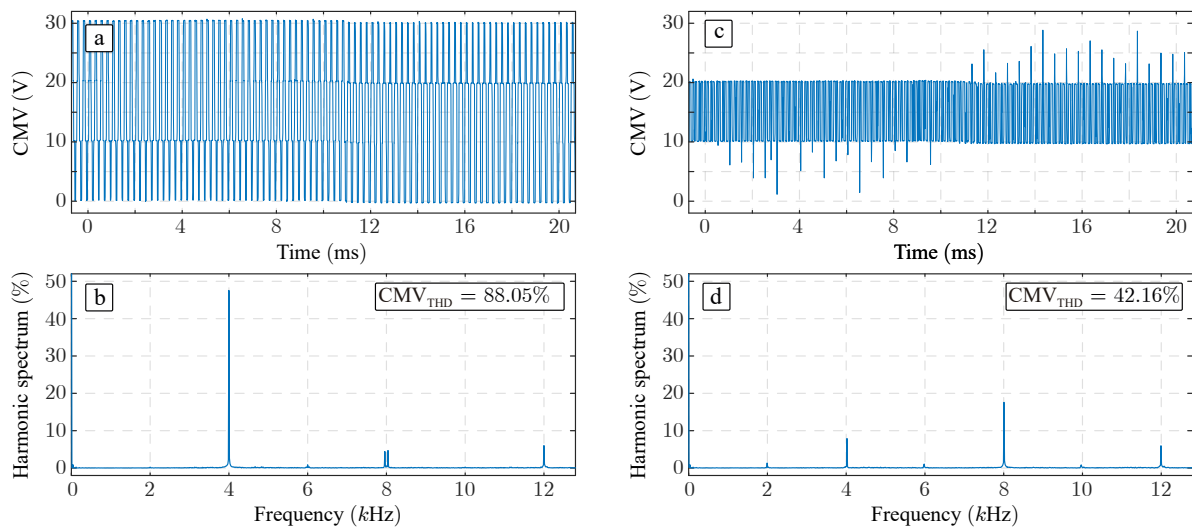 CMV (V)
30
20
10
0
a
0 4 8 12 16 20
Time (ms)
CMV (V)
30
20
10
0
c
0 4 8 12 16 20
Time (ms)
Harmonic spectrum (%)
50
40
30
20
10
0
b
CMV_THD = 88.05%
0 2 4 6 8 10 12
Frequency (kHz)
Harmonic spectrum (%)
50
40
30
20
10
0
d
CMV_THD = 42.16%
0 2 4 6 8 10 12
Frequency (kHz)